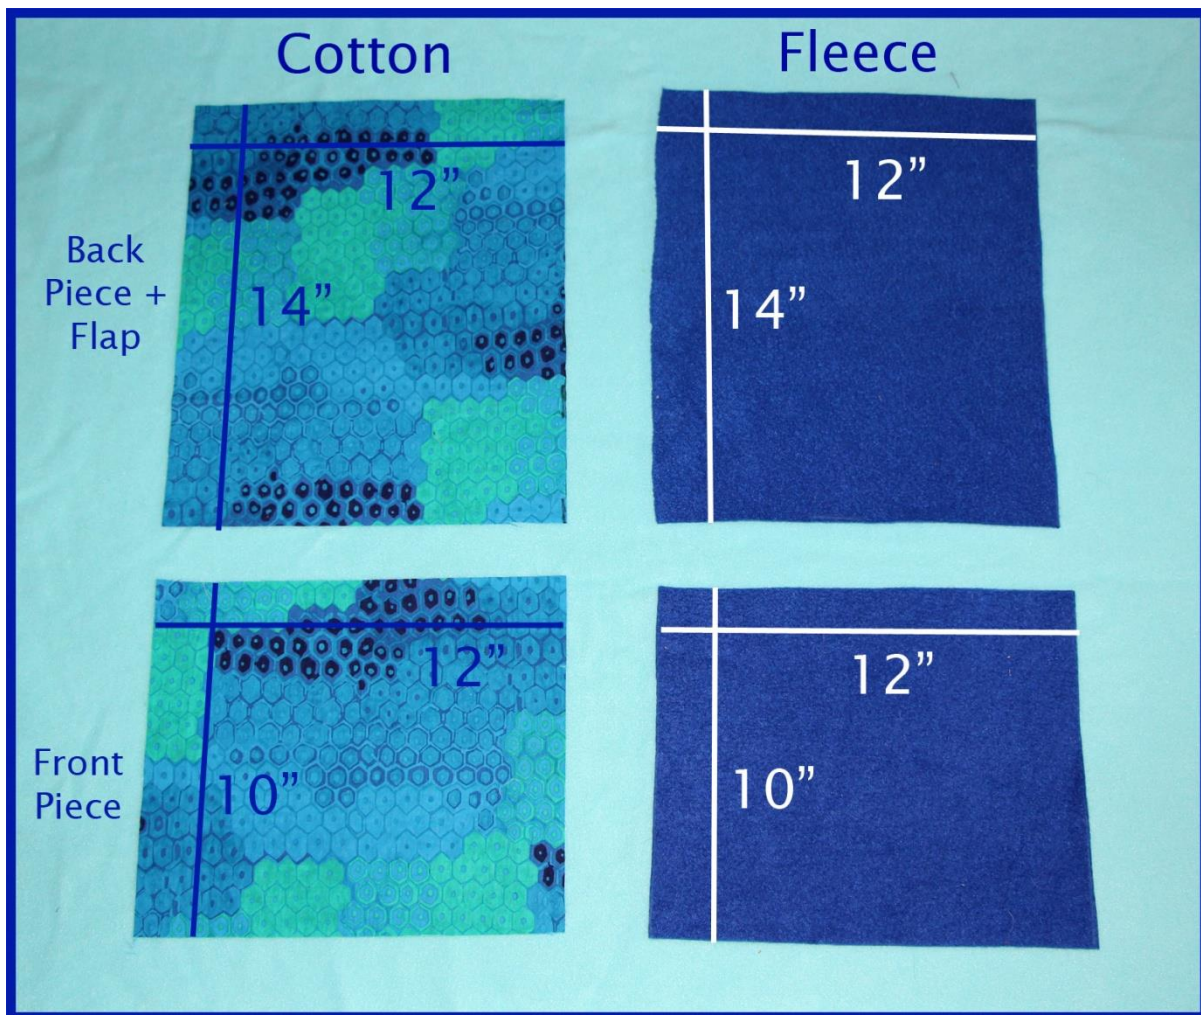 Cotton
Fleece
Back
Piece +
Flap
12”
14”
12”
14”
Front
Piece
12”
10”
12”
10”